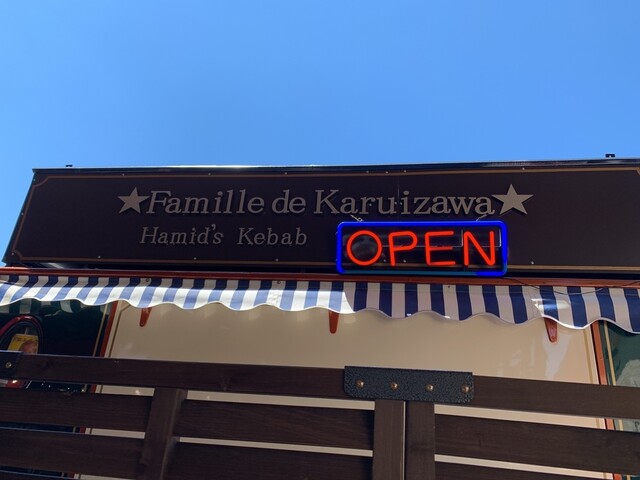 ★Famille de Karuizawa★
Hamid's Kebab
OPEN